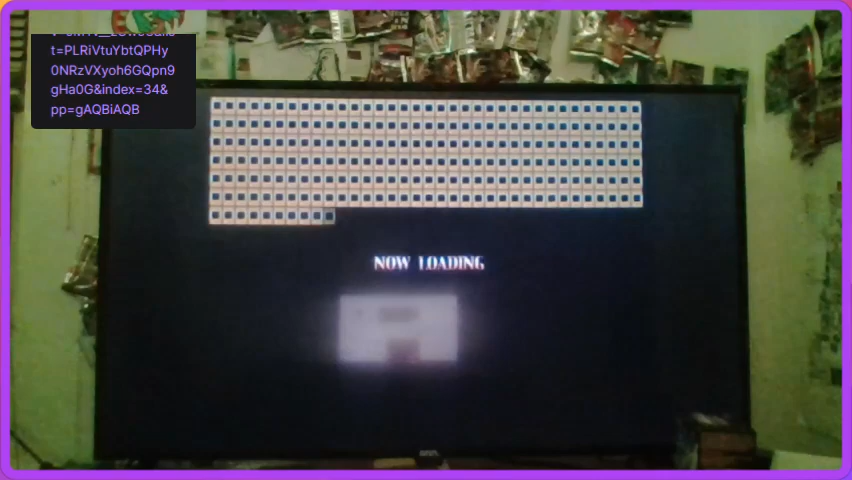 t=PLRiVtuYbtQPHy
0NRzVXyoh6GQpn9
gHa0G&index=34&
pp=gAQBiAQB
NOW LOADING